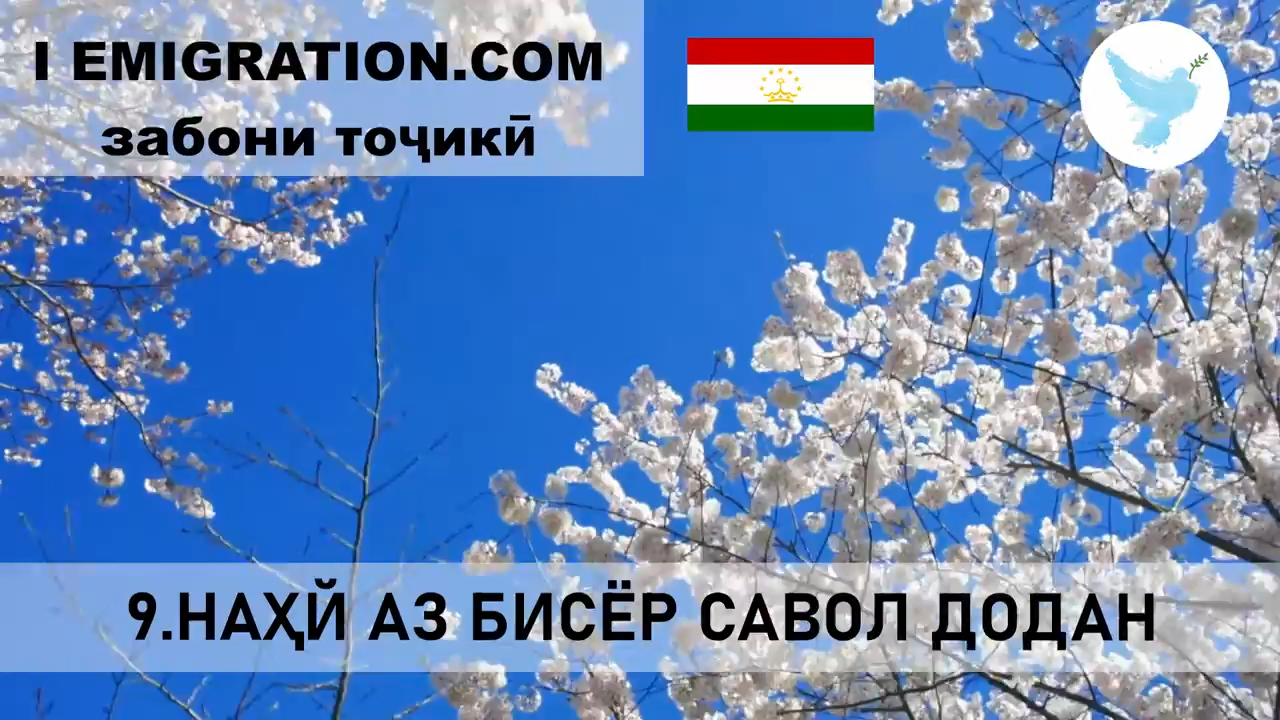 I EMIGRATION.COM
забони тоҷикӣ
9.НАҲЙ АЗ БИСЁР САВОЛ ДОДАН